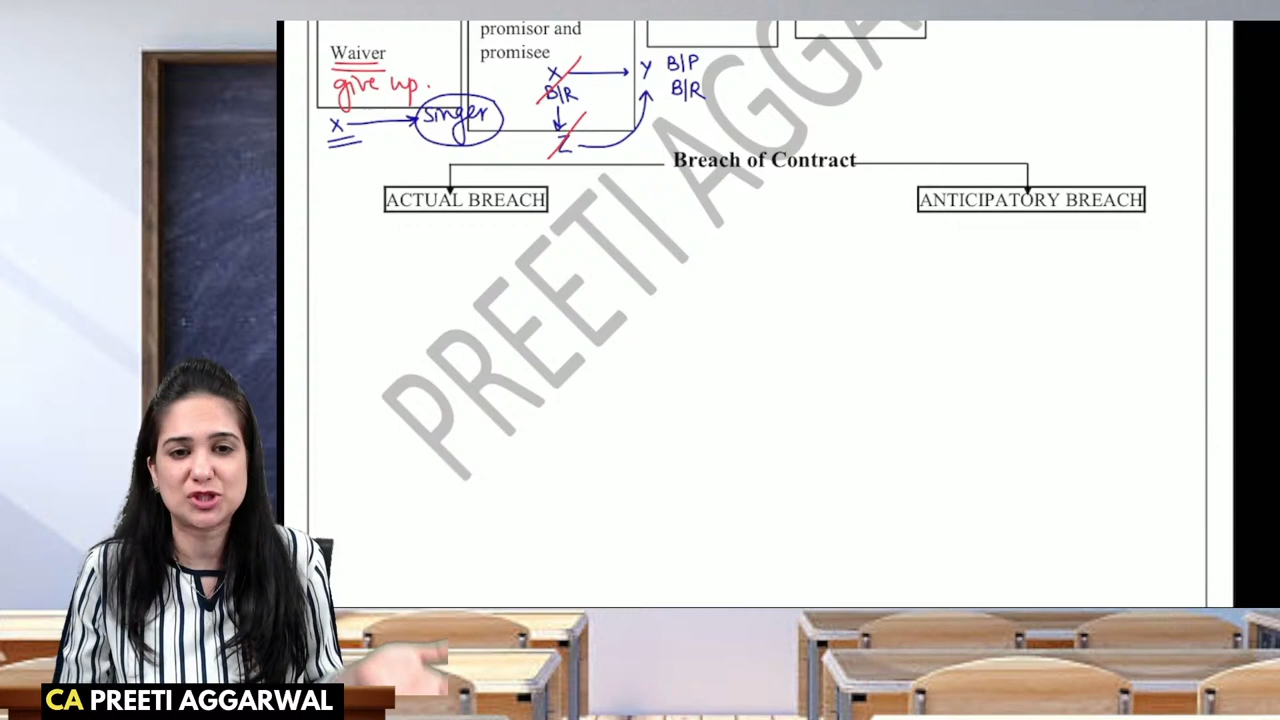 promisor and
promisee
Waiver
give up.
X
singer
X
B/R
Z
Y
B/P
B/R
Breach of Contract
ACTUAL BREACH
ANTICIPATORY BREACH
PREETI AGGA
CA PREETI AGGARWAL